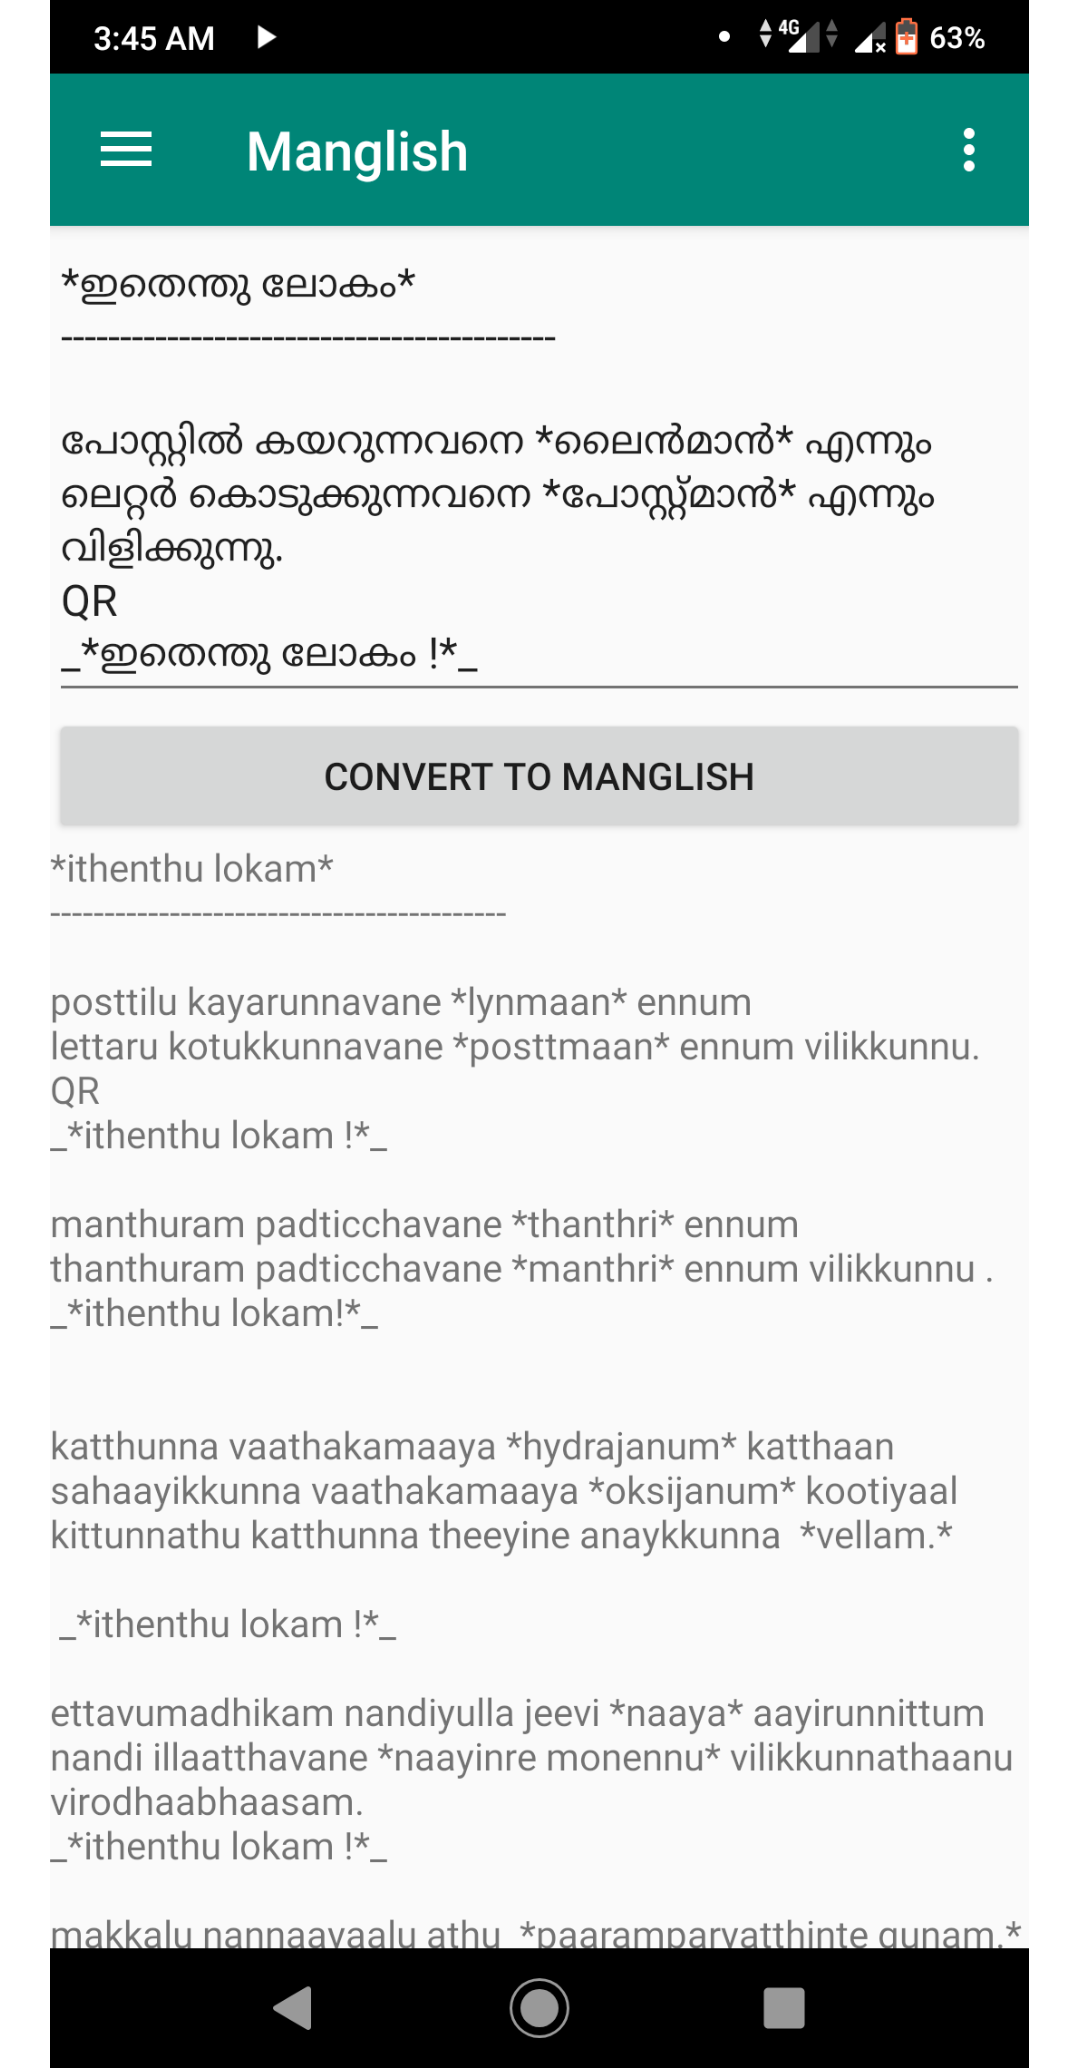 3:45 AM
4G
63%
Manglish
*ഇതെന്തു ലോകം*
------------------------------------------
പോസ്റ്റിൽ കയറുന്നവനെ *ലൈൻമാൻ* എന്നും
ലെറ്റർ കൊടുക്കുന്നവനെ *പോസ്റ്റ്മാൻ* എന്നും
വിളിക്കുന്നു.
QR
_*ഇതെന്തു ലോകം !*_
CONVERT TO MANGLISH
*ithenthu lokam*
------------------------------------------
posttilu kayarunnavane *lynmaan* ennum
lettaru kotukkunnavane *posttmaan* ennum vilikkunnu.
QR
_*ithenthu lokam !*_
manthuram padticchavane *thanthri* ennum
thanthuram padticchavane *manthri* ennum vilikkunnu .
_*ithenthu lokam!*_
katthunna vaathakamaaya *hydrajanum* katthaan
sahaayikkunna vaathakamaaya *oksijanum* kootiyaal
kittunnathu katthunna theeyine anaykkunna  *vellam.*
_*ithenthu lokam !*_
ettavumadhikam nandiyulla jeevi *naaya* aayirunnittum
nandi illaatthavane *naayinre monennu* vilikkunnathaanu
virodhaabhaasam.
_*ithenthu lokam !*_
makkalu nannaayaalu athu  *paaramparyatthinte gunam.*